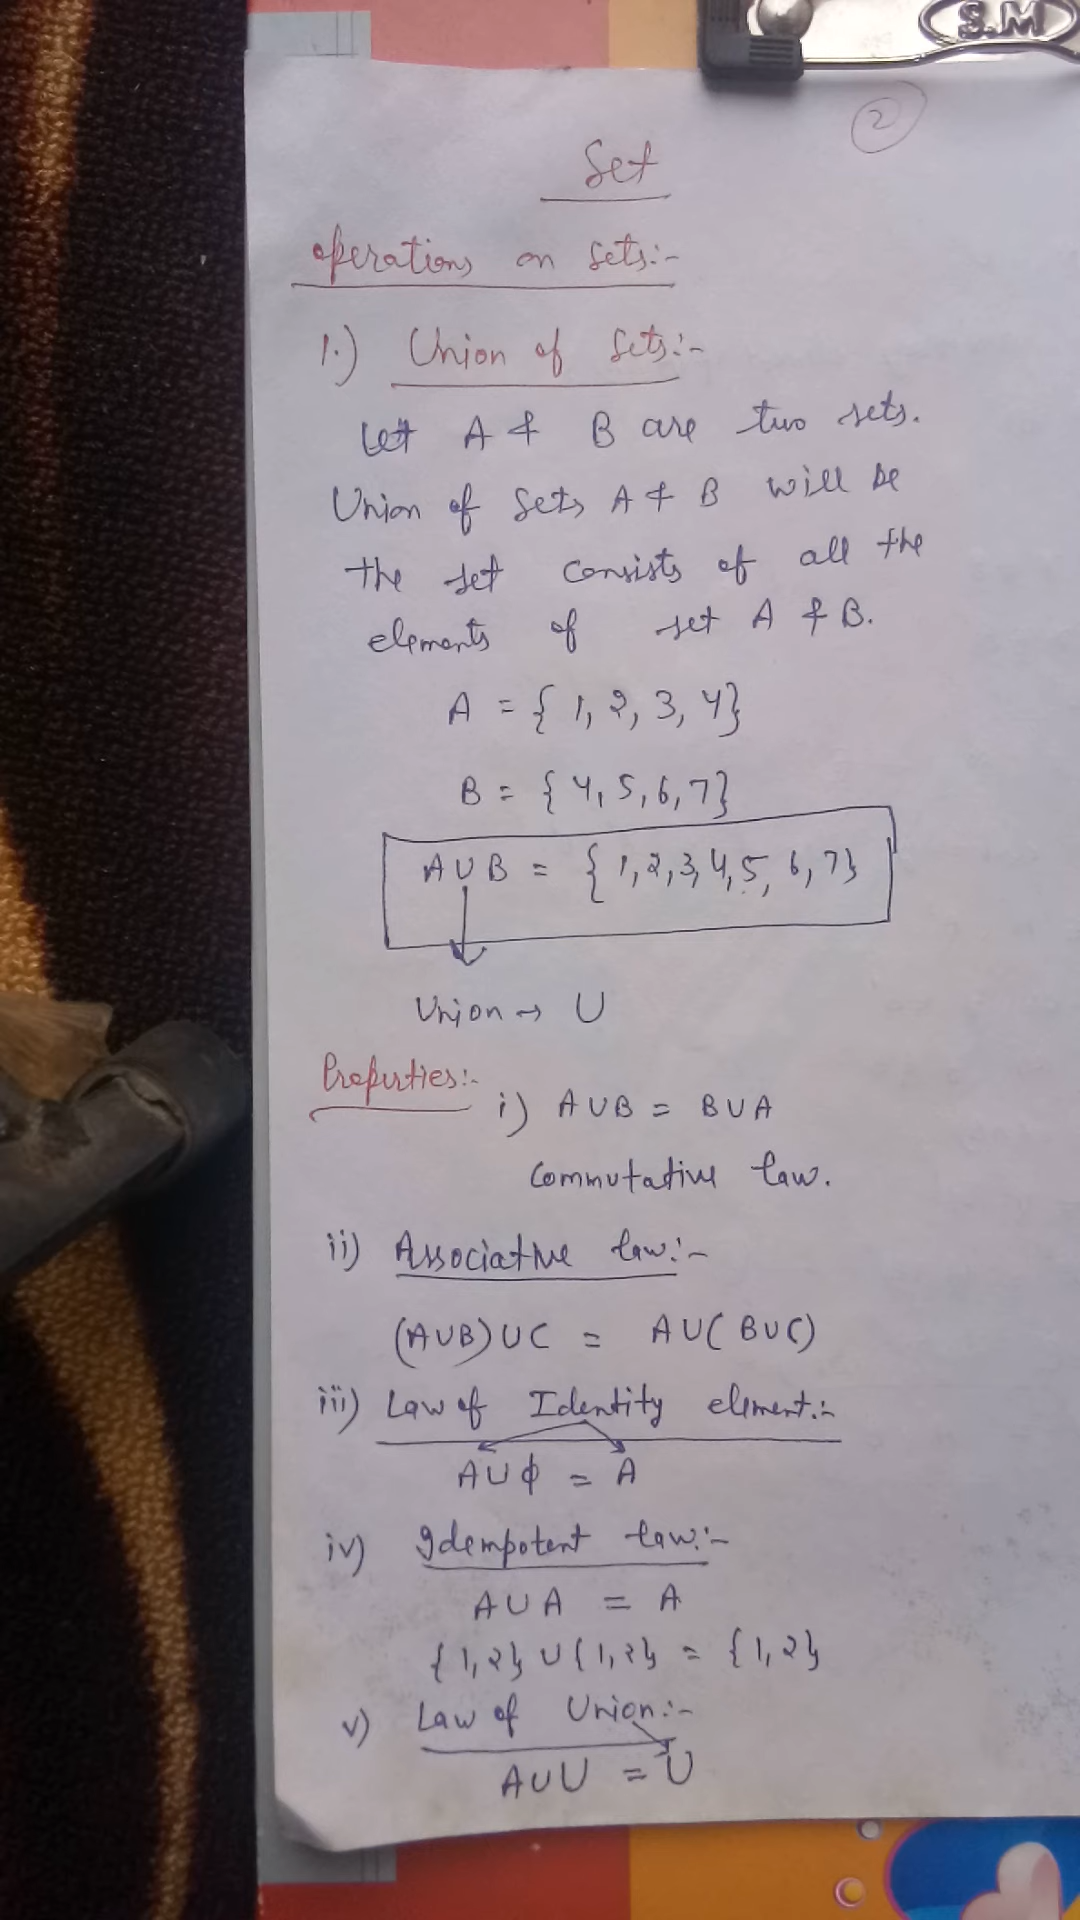 S.M
2
Set
operations on sets:-
1.) Union of Sets:-
Let A & B are two sets.
Union of Sets A & B will be
the set consists of all the
elements of set A & B.
A = { 1, 2, 3, 4}
B = { 4, 5, 6, 7}
A U B = { 1, 2, 3, 4, 5, 6, 7}
Union → U
Properties:-
i) A U B = B U A
Commutative law.
ii) Associative law:-
(A U B) U C = A U ( B U C)
iii) Law of Identity element:-
A U ϕ = A
iv) Idempotent law:-
A U A = A
{ 1, 2} U { 1, 2} = { 1, 2}
v) Law of Union:-
A U U = U